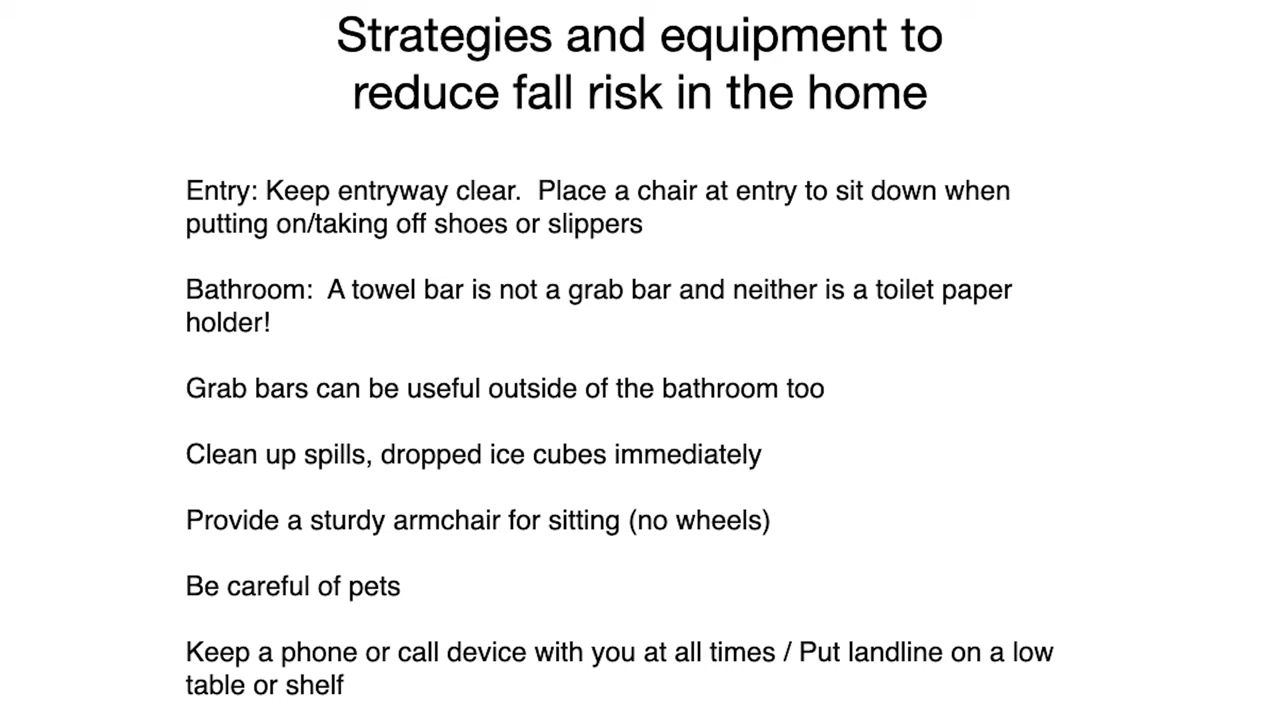 Strategies and equipment to
reduce fall risk in the home
Entry: Keep entryway clear.  Place a chair at entry to sit down when
putting on/taking off shoes or slippers
Bathroom:  A towel bar is not a grab bar and neither is a toilet paper
holder!
Grab bars can be useful outside of the bathroom too
Clean up spills, dropped ice cubes immediately
Provide a sturdy armchair for sitting (no wheels)
Be careful of pets
Keep a phone or call device with you at all times / Put landline on a low
table or shelf